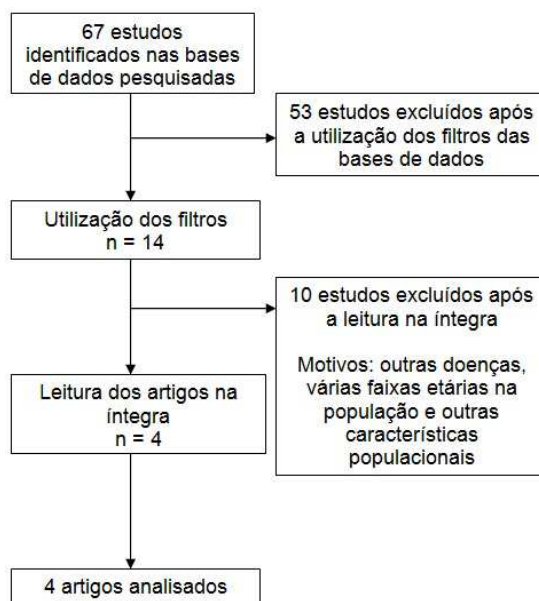 67 estudos
identificados nas bases
de dados pesquisadas
53 estudos excluídos após
a utilização dos filtros das
bases de dados
Utilização dos filtros
n = 14
10 estudos excluídos após
a leitura na íntegra
Motivos: outras doenças,
várias faixas etárias na
população e outras
características
populacionais
Leitura dos artigos na
íntegra
n = 4
4 artigos analisados